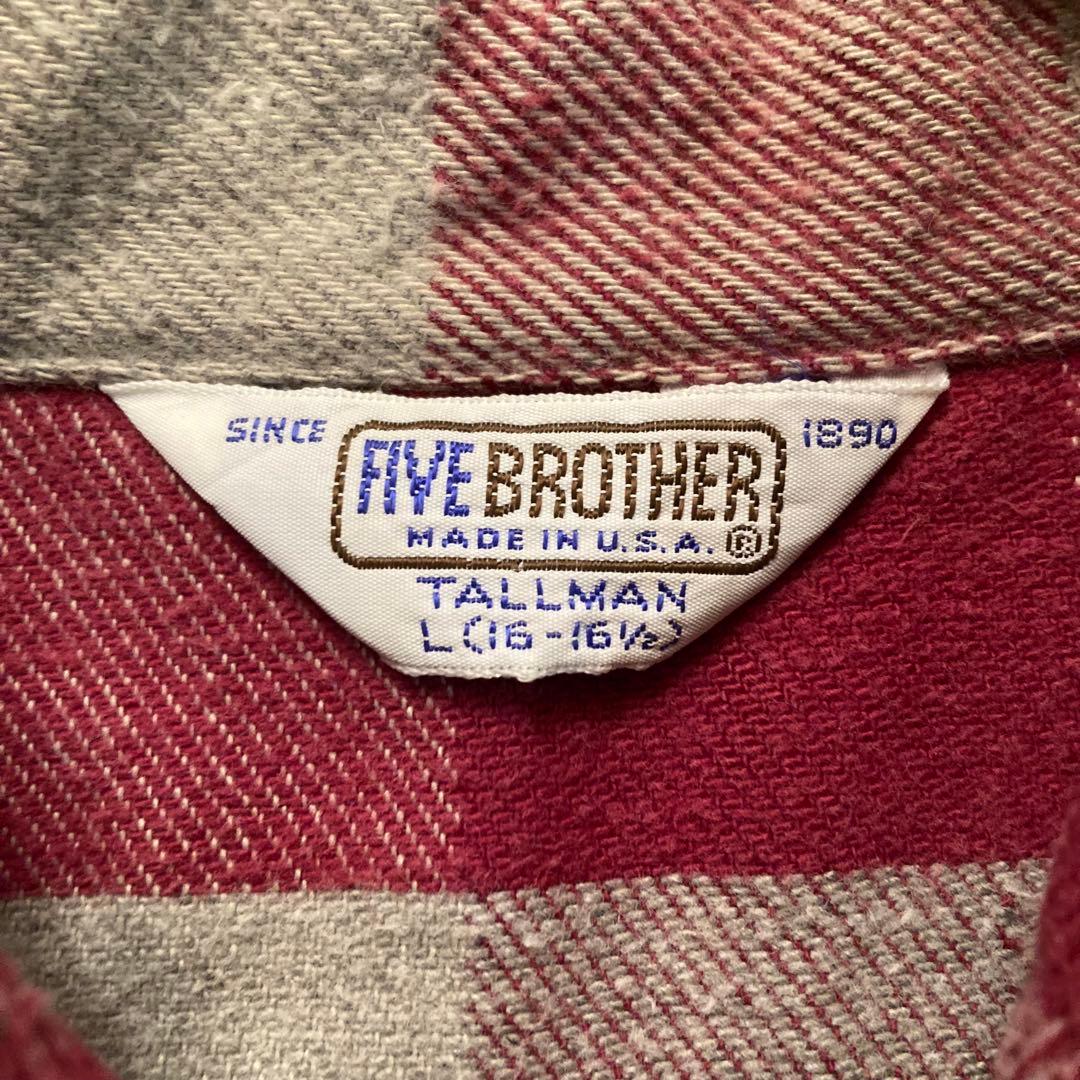 SINCE 1890
FIVE BROTHER
MADE IN U.S.A. ®
TALLMAN
L (16 - 16½)